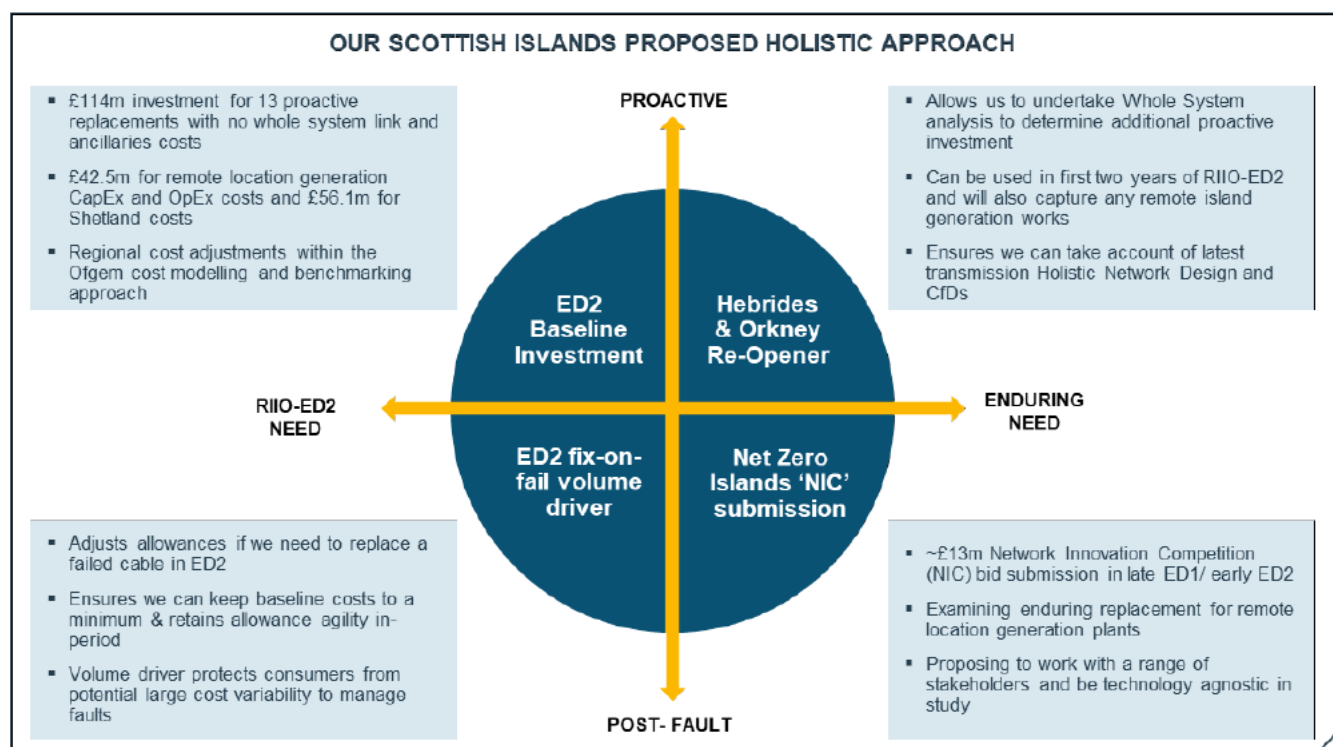 OUR SCOTTISH ISLANDS PROPOSED HOLISTIC APPROACH
▪ £114m investment for 13 proactive
replacements with no whole system link and
ancillaries costs
▪ £42.5m for remote location generation
CapEx and OpEx costs and £56.1m for
Shetland costs
▪ Regional cost adjustments within the
Ofgem cost modelling and benchmarking
approach
PROACTIVE
▪ Allows us to undertake Whole System
analysis to determine additional proactive
investment
▪ Can be used in first two years of RIIO-ED2
and will also capture any remote island
generation works
▪ Ensures we can take account of latest
transmission Holistic Network Design and
CfDs
ED2
Baseline
Investment
Hebrides
& Orkney
Re-Opener
RIIO-ED2
NEED
ENDURING
NEED
ED2 fix-on-
fail volume
driver
Net Zero
Islands ‘NIC’
submission
▪ Adjusts allowances if we need to replace a
failed cable in ED2
▪ Ensures we can keep baseline costs to a
minimum & retains allowance agility in-
period
▪ Volume driver protects consumers from
potential large cost variability to manage
faults
▪ ~£13m Network Innovation Competition
(NIC) bid submission in late ED1/ early ED2
▪ Examining enduring replacement for remote
location generation plants
▪ Proposing to work with a range of
stakeholders and be technology agnostic in
study
POST- FAULT